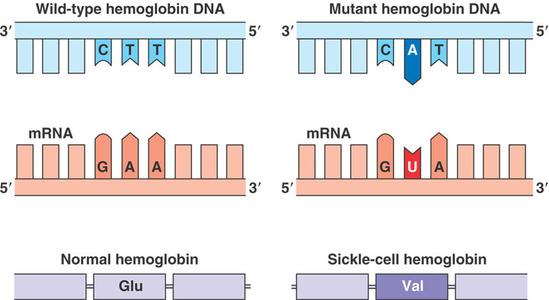 Wild-type hemoglobin DNA
3′ 5′
C T T
mRNA
G A A
5′ 3′
Normal hemoglobin
Glu
Mutant hemoglobin DNA
3′ 5′
C A T
mRNA
G U A
5′ 3′
Sickle-cell hemoglobin
Val